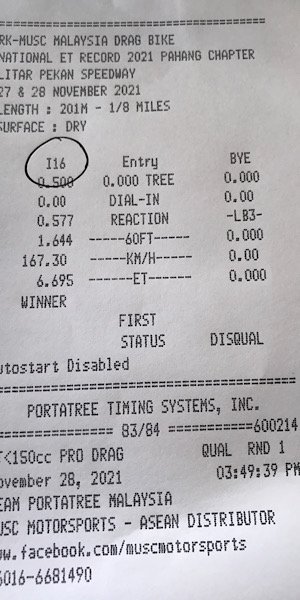 RK-MUSC MALAYSIA DRAG BIKE
NATIONAL ET RECORD 2021 PAHANG CHAPTER
LITAR PEKAN SPEEDWAY
27 & 28 NOVEMBER 2021
LENGTH : 201M - 1/8 MILES
SURFACE : DRY
I16 Entry BYE
0.500 0.000 TREE 0.000
0.00 DIAL-IN 0.00
0.577 REACTION -LB3-
1.644 -----60FT----- 0.000
167.30 -----KM/H----- 0.00
6.695 ------ET------ 0.000
WINNER
FIRST
STATUS DISQUAL
utostart Disabled
PORTATREE TIMING SYSTEMS, INC.
============== 83/84 ============600214
T<150cc PRO DRAG QUAL RND 1
ovember 28, 2021 03:49:39 PM
EAM PORTATREE MALAYSIA
USC MOTORSPORTS - ASEAN DISTRIBUTOR
ww.facebook.com/muscmotorsports
6016-6681490